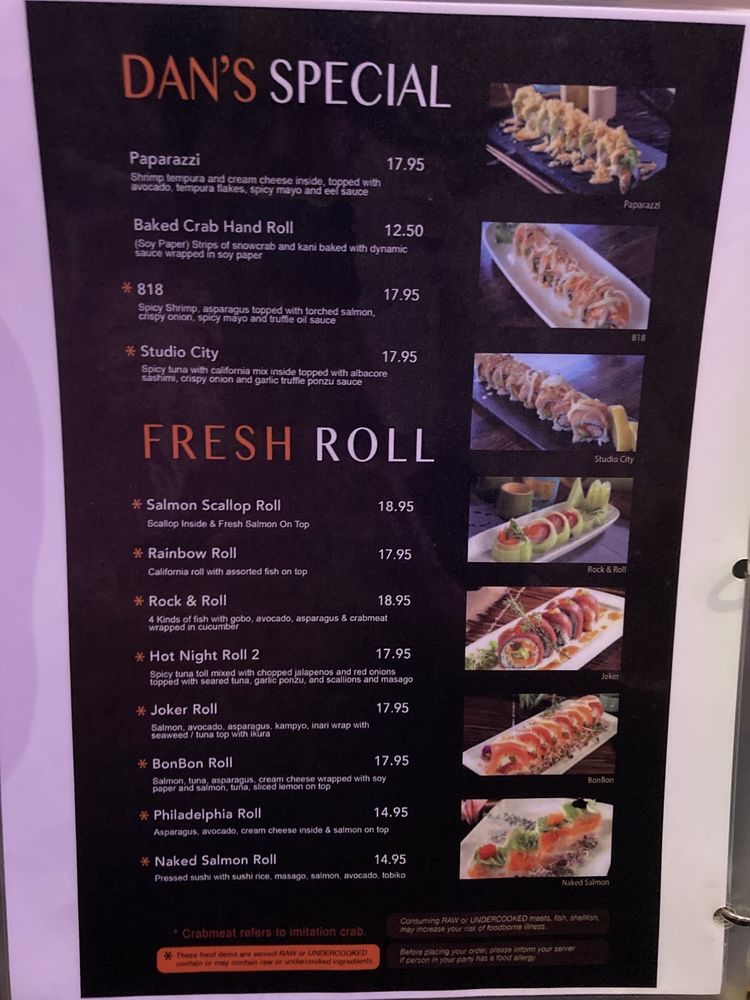 DAN'S SPECIAL
Paparazzi 17.95
Shrimp tempura and cream cheese inside, topped with
avocado, tempura flakes, spicy mayo and eel sauce
Paparazzi
Baked Crab Hand Roll 12.50
(Soy Paper) Strips of snowcrab and kani baked with dynamic
sauce wrapped in soy paper
* 818 17.95
Spicy Shrimp, asparagus topped with torched salmon,
crispy onion, spicy mayo and truffle oil sauce
818
* Studio City 17.95
Spicy tuna with california mix inside topped with albacore
sashimi, crispy onion and garlic truffle ponzu sauce
Studio City
FRESH ROLL
* Salmon Scallop Roll 18.95
Scallop Inside & Fresh Salmon On Top
* Rainbow Roll 17.95
California roll with assorted fish on top
Rock & Roll
* Rock & Roll 18.95
4 Kinds of fish with gobo, avocado, asparagus & crabmeat
wrapped in cucumber
* Hot Night Roll 2 17.95
Spicy tuna toll mixed with chopped jalapenos and red onions
topped with seared tuna, garlic ponzu, and scallions and masago
Joker
* Joker Roll 17.95
Salmon, avocado, asparagus, kampyo, inari wrap with
seaweed / tuna top with ikura
* BonBon Roll 17.95
Salmon, tuna, asparagus, cream cheese wrapped with soy
paper and salmon, tuna, sliced lemon on top
BonBon
* Philadelphia Roll 14.95
Asparagus, avocado, cream cheese inside & salmon on top
* Naked Salmon Roll 14.95
Pressed sushi with sushi rice, masago, salmon, avocado, tobiko
Naked Salmon
* Crabmeat refers to imitation crab.
* These food items are served RAW or UNDERCOOKED
contain or may contain raw or undercooked ingredients.
Consuming RAW or UNDERCOOKED meats, fish, shellfish,
may increase your risk of foodborne illness.
Before placing your order, please inform your server
if person in your party has a food allergy